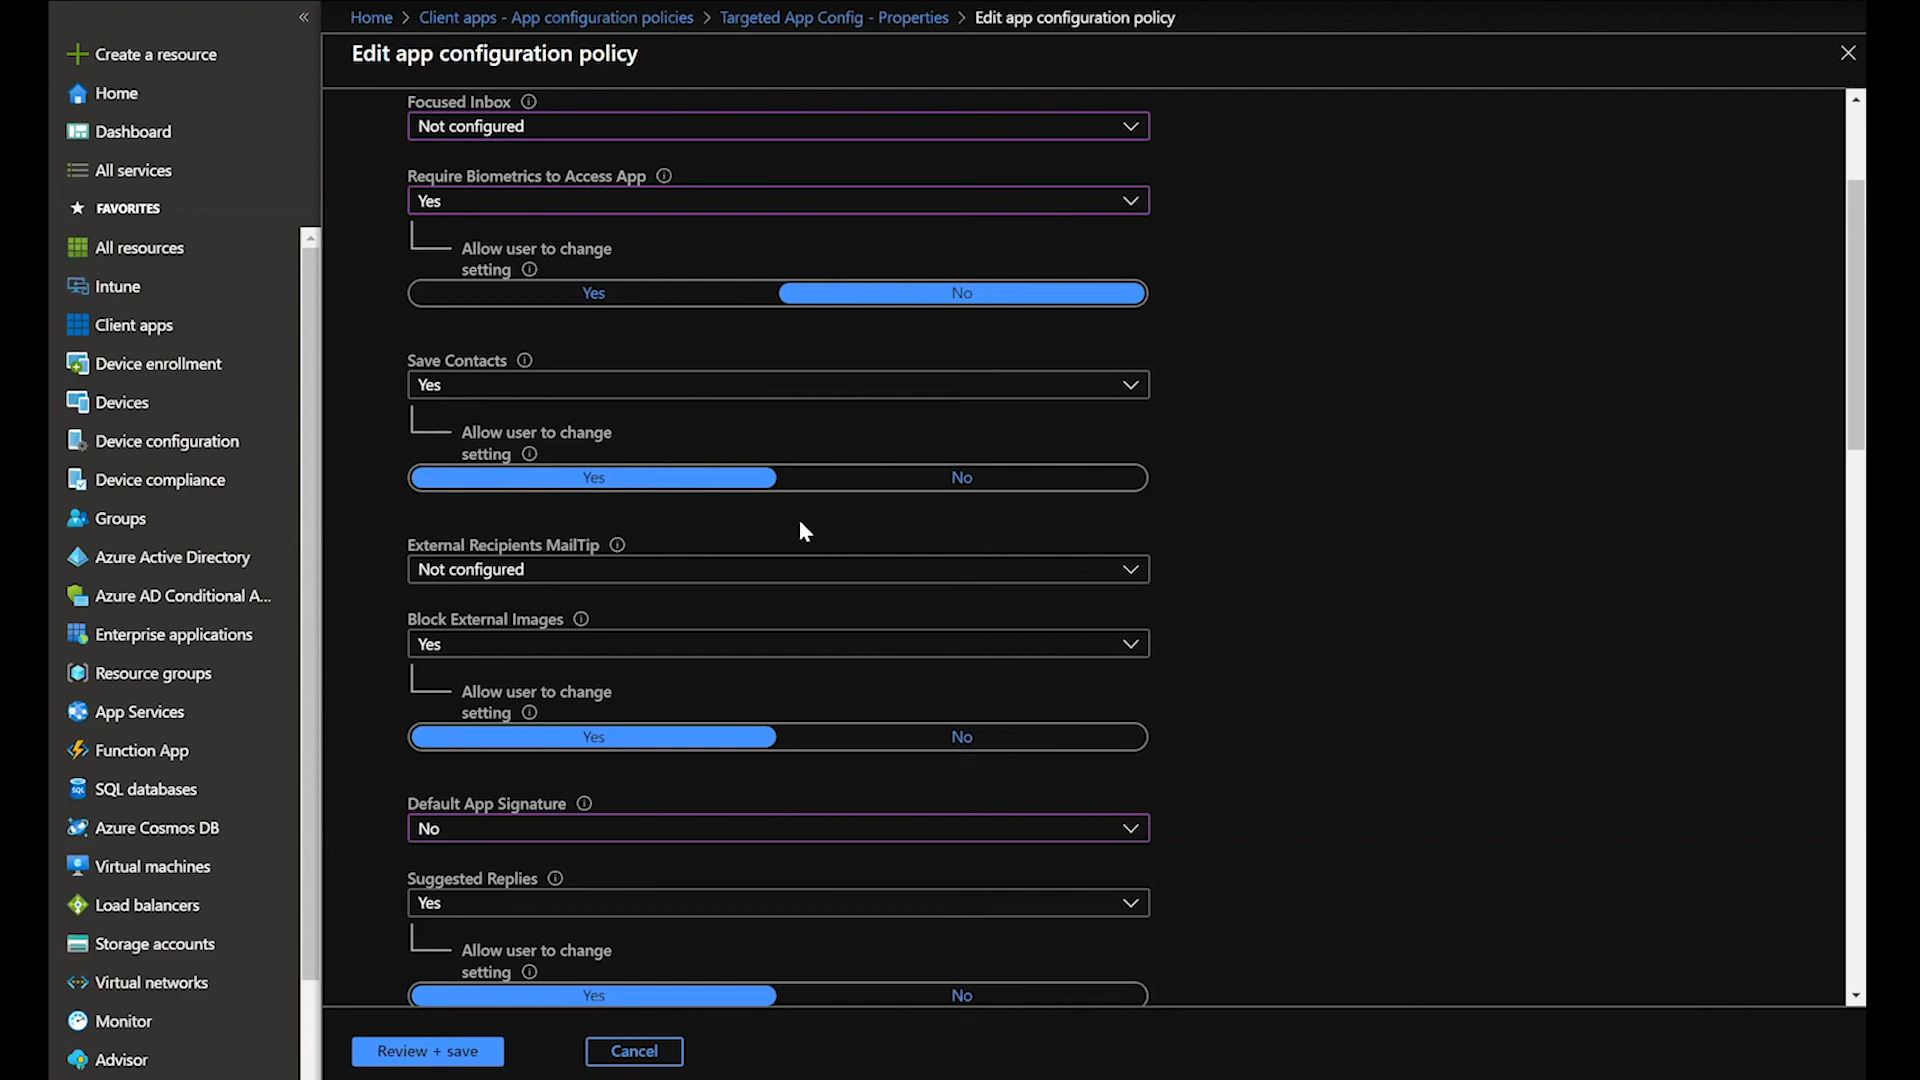 Home > Client apps - App configuration policies > Targeted App Config - Properties > Edit app configuration policy
Edit app configuration policy
«
Create a resource
Home
Dashboard
All services
FAVORITES
All resources
Intune
Client apps
Device enrollment
Devices
Device configuration
Device compliance
Groups
Azure Active Directory
Azure AD Conditional A...
Enterprise applications
Resource groups
App Services
Function App
SQL databases
Azure Cosmos DB
Virtual machines
Load balancers
Storage accounts
Virtual networks
Monitor
Advisor
Focused Inbox
Not configured
Require Biometrics to Access App
Yes
Allow user to change
setting
Yes No
Save Contacts
Yes
Allow user to change
setting
Yes No
External Recipients MailTip
Not configured
Block External Images
Yes
Allow user to change
setting
Yes No
Default App Signature
No
Suggested Replies
Yes
Allow user to change
setting
Yes No
Review + save Cancel